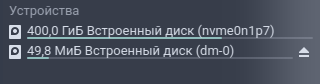 Устройства
400,0 ГиБ Встроенный диск (nvme0n1p7)
49,8 МиБ Встроенный диск (dm-0)